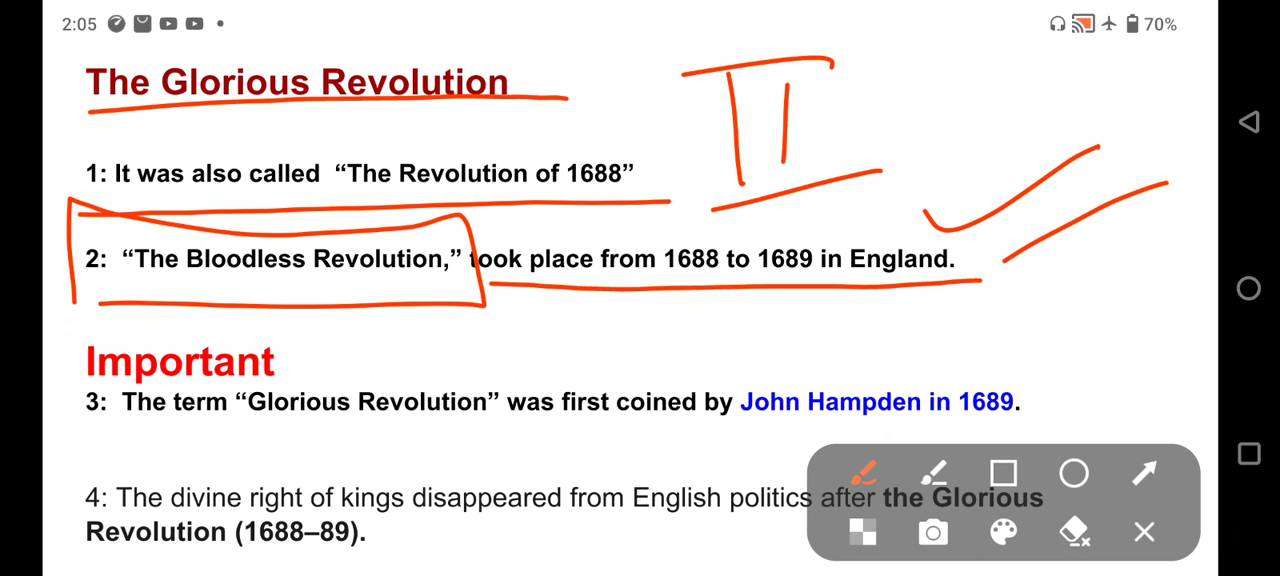 2:05
70%
The Glorious Revolution
II
1: It was also called “The Revolution of 1688”
2: “The Bloodless Revolution,” took place from 1688 to 1689 in England.
Important
3: The term “Glorious Revolution” was first coined by John Hampden in 1689.
4: The divine right of kings disappeared from English politics after the Glorious
Revolution (1688–89).